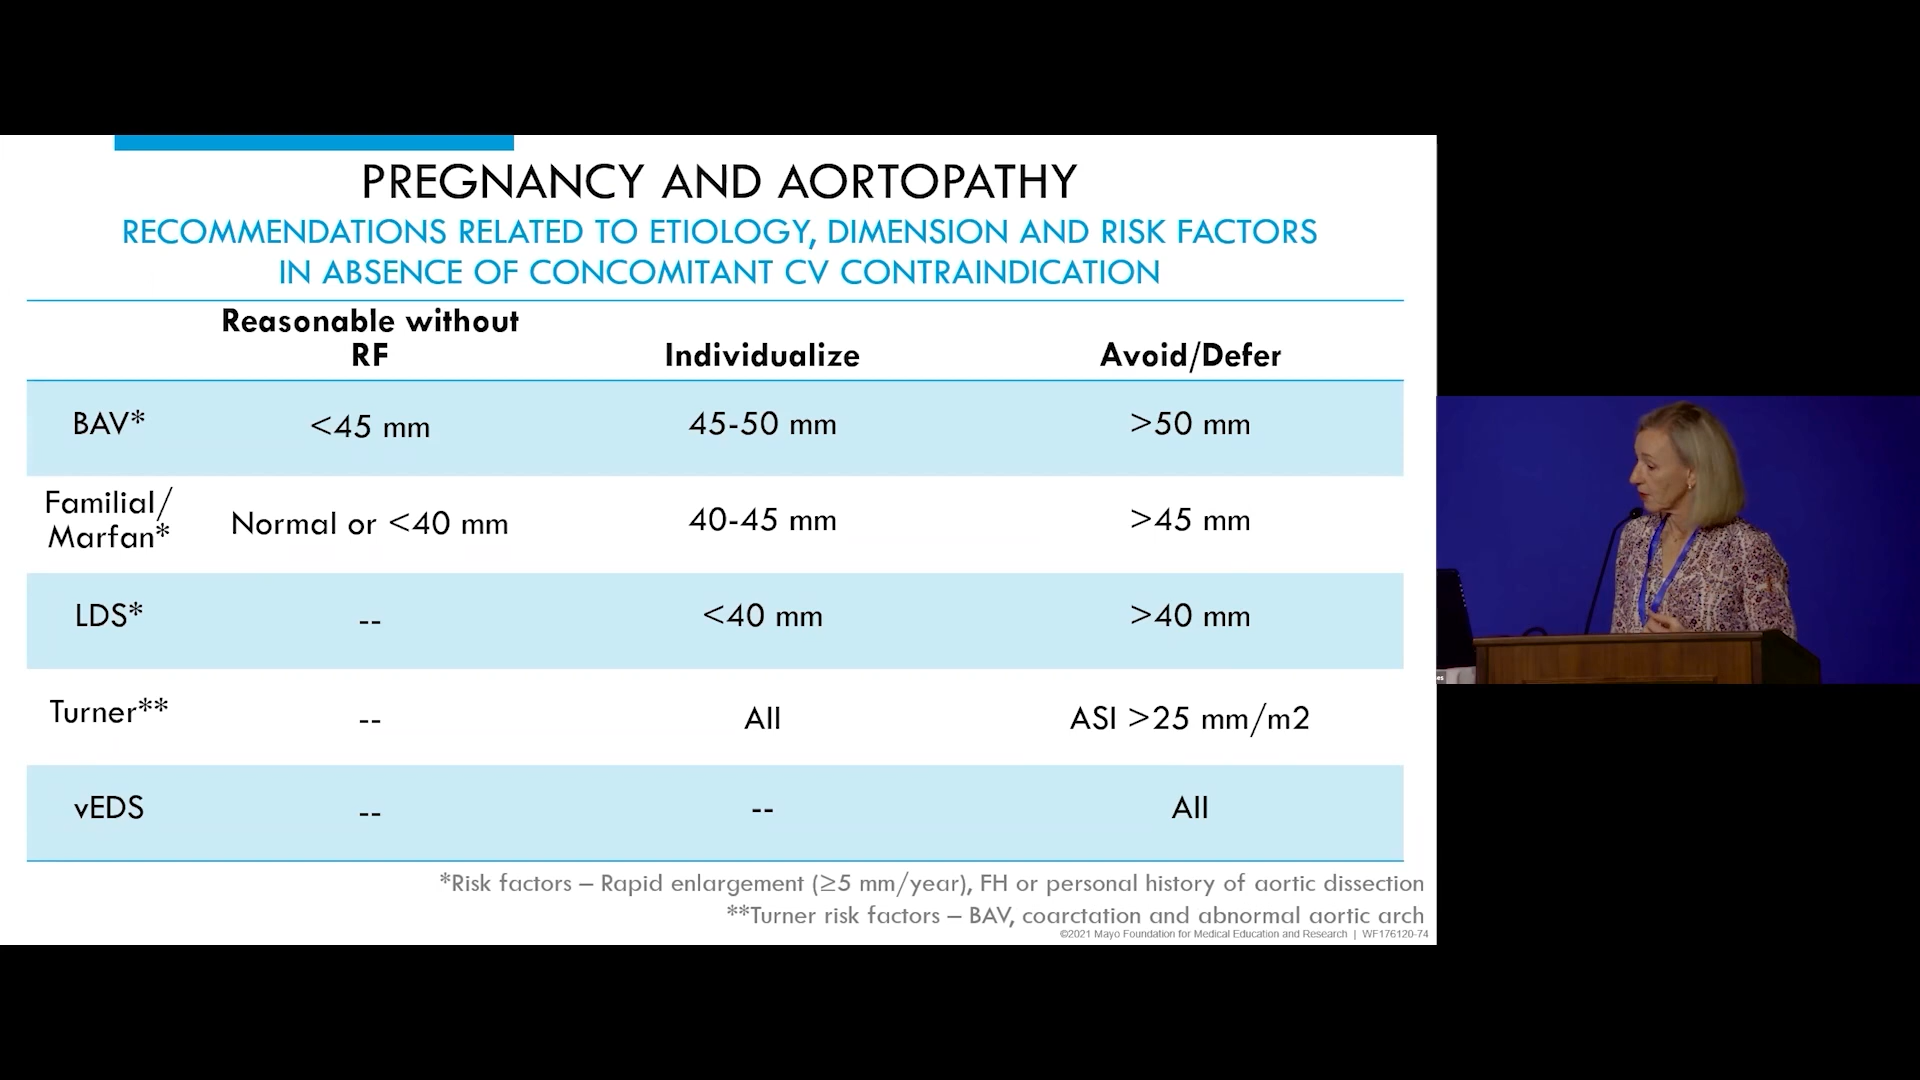 PREGNANCY AND AORTOPATHY
RECOMMENDATIONS RELATED TO ETIOLOGY, DIMENSION AND RISK FACTORS
IN ABSENCE OF CONCOMITANT CV CONTRAINDICATION
Reasonable without
RF Individualize Avoid/Defer
BAV* <45 mm 45-50 mm >50 mm
Familial/
Marfan* Normal or <40 mm 40-45 mm >45 mm
LDS* -- <40 mm >40 mm
Turner** -- All ASI >25 mm/m2
vEDS -- -- All
*Risk factors – Rapid enlargement (≥5 mm/year), FH or personal history of aortic dissection
**Turner risk factors – BAV, coarctation and abnormal aortic arch
©2021 Mayo Foundation for Medical Education and Research | WF176120-74